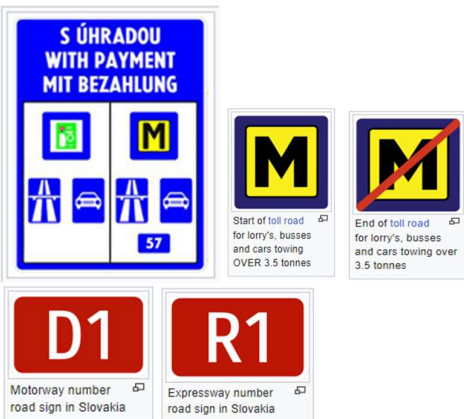 S ÚHRADOU
WITH PAYMENT
MIT BEZAHLUNG
M
57
M
Start of toll road
for lorry's, busses
and cars towing
OVER 3.5 tonnes
M
End of toll road
for lorry's, busses
and cars towing over
3.5 tonnes
D1
Motorway number
road sign in Slovakia
R1
Expressway number
road sign in Slovakia